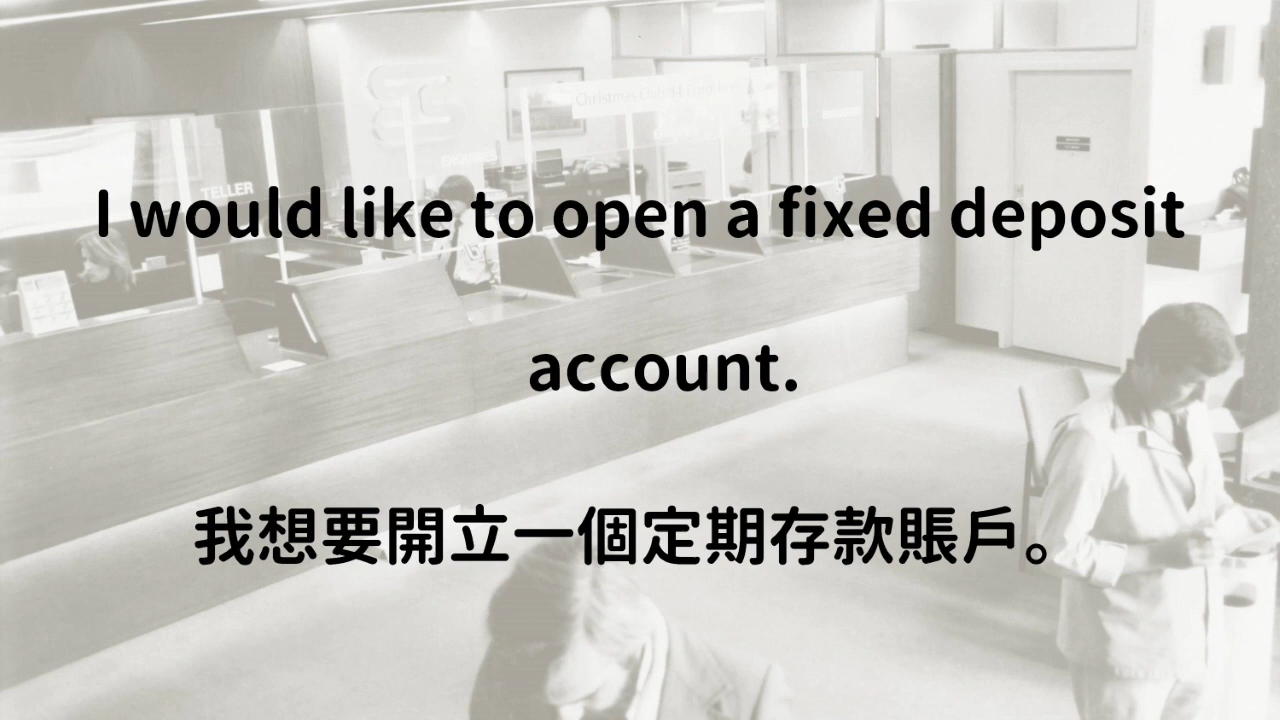 Christmas Club
ENQUIRIES
TELLER
I would like to open a fixed deposit
account.
我想要開立一個定期存款賬戶。